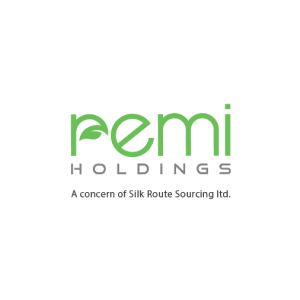 remi
HOLDINGS
A concern of Silk Route Sourcing ltd.